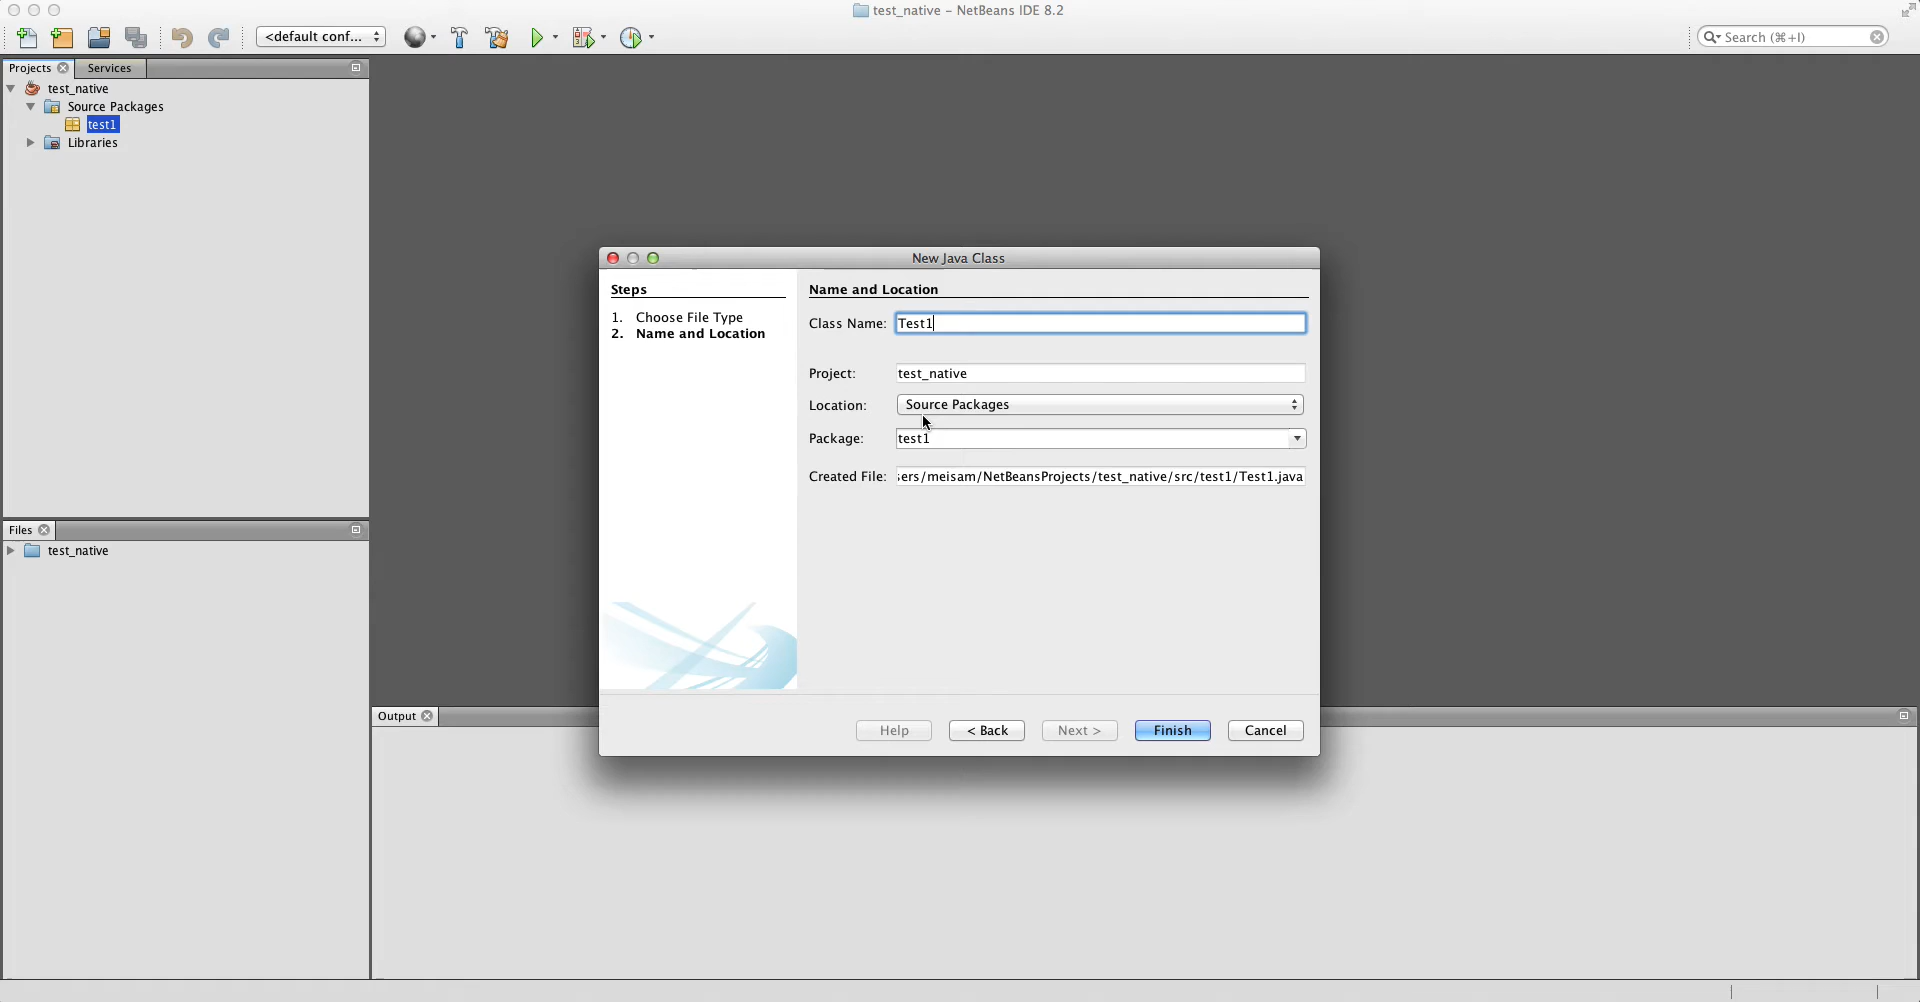 test_native – NetBeans IDE 8.2
<default conf...
Search (⌘+I)
Projects
Services
test_native
Source Packages
test1
Libraries
New Java Class
Steps
1. Choose File Type
2. Name and Location
Name and Location
Class Name: Test1
Project: test_native
Location: Source Packages
Package: test1
Created File: sers/meisam/NetBeansProjects/test_native/src/test1/Test1.java
Help
< Back
Next >
Finish
Cancel
Files
test_native
Output